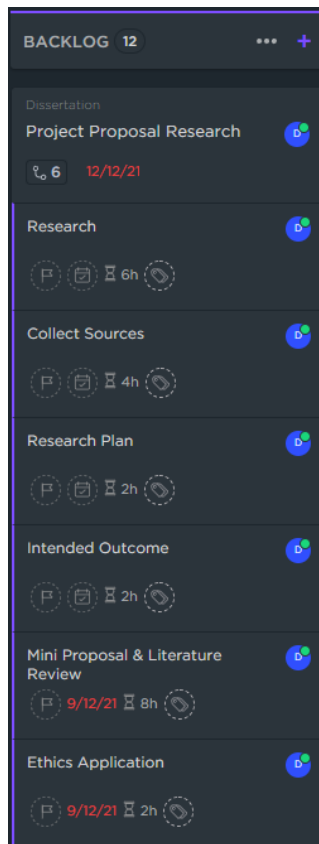 BACKLOG 12
Dissertation
Project Proposal Research D
6 12/12/21
Research D
6h
Collect Sources D
4h
Research Plan D
2h
Intended Outcome D
2h
Mini Proposal & Literature D
Review
9/12/21 8h
Ethics Application D
9/12/21 2h